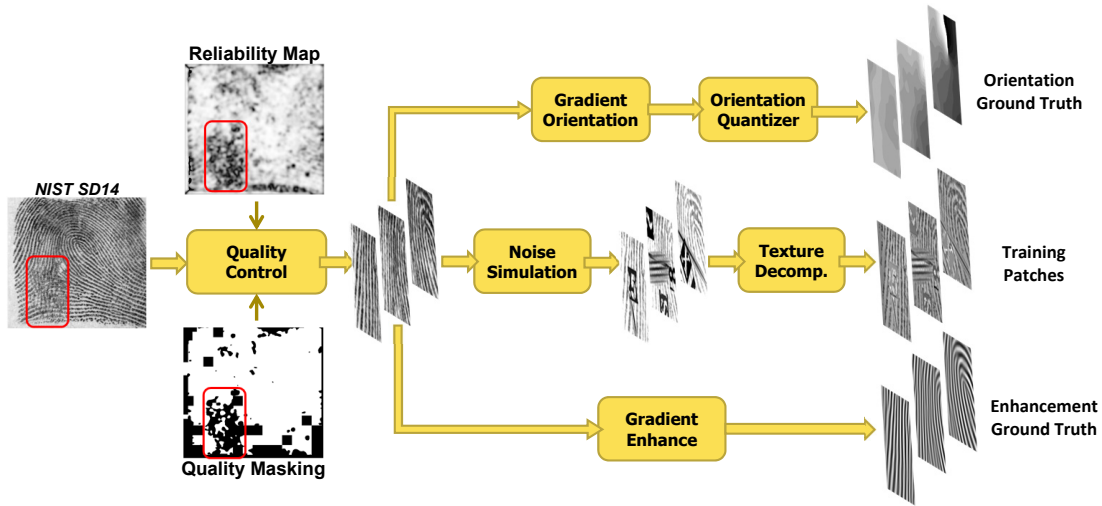 Reliability Map
NIST SD14
Quality
Control
Quality Masking
Gradient
Orientation
Orientation
Quantizer
Orientation
Ground Truth
Noise
Simulation
Texture
Decomp.
Training
Patches
Gradient
Enhance
Enhancement
Ground Truth